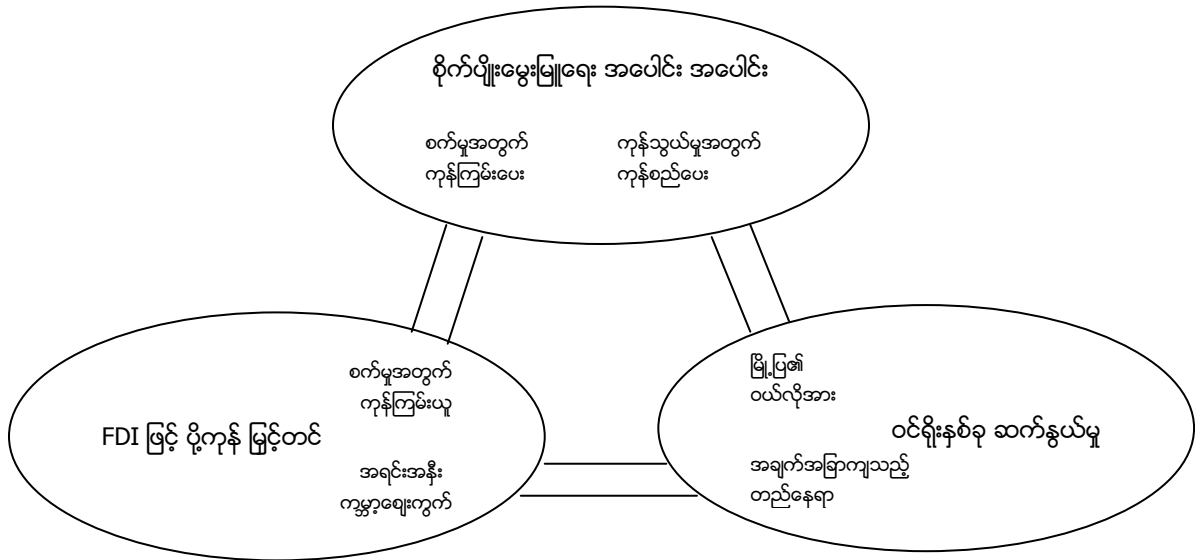 စိုက်ပျိုးမွေးမြူရေး အပေါင်း အပေါင်း
စက်မှုအတွက်
ကုန်ကြမ်းပေး
ကုန်သွယ်မှုအတွက်
ကုန်စည်ပေး
စက်မှုအတွက်
ကုန်ကြမ်းယူ
FDI ဖြင့် ပို့ကုန် မြှင့်တင်
အရင်းအနှီး
ကမ္ဘာ့ဈေးကွက်
မြို့ပြ၏
ဝယ်လိုအား
ဝင်ရိုးနှစ်ခု ဆက်နွယ်မှု
အချက်အခြာကျသည့်
တည်နေရာ